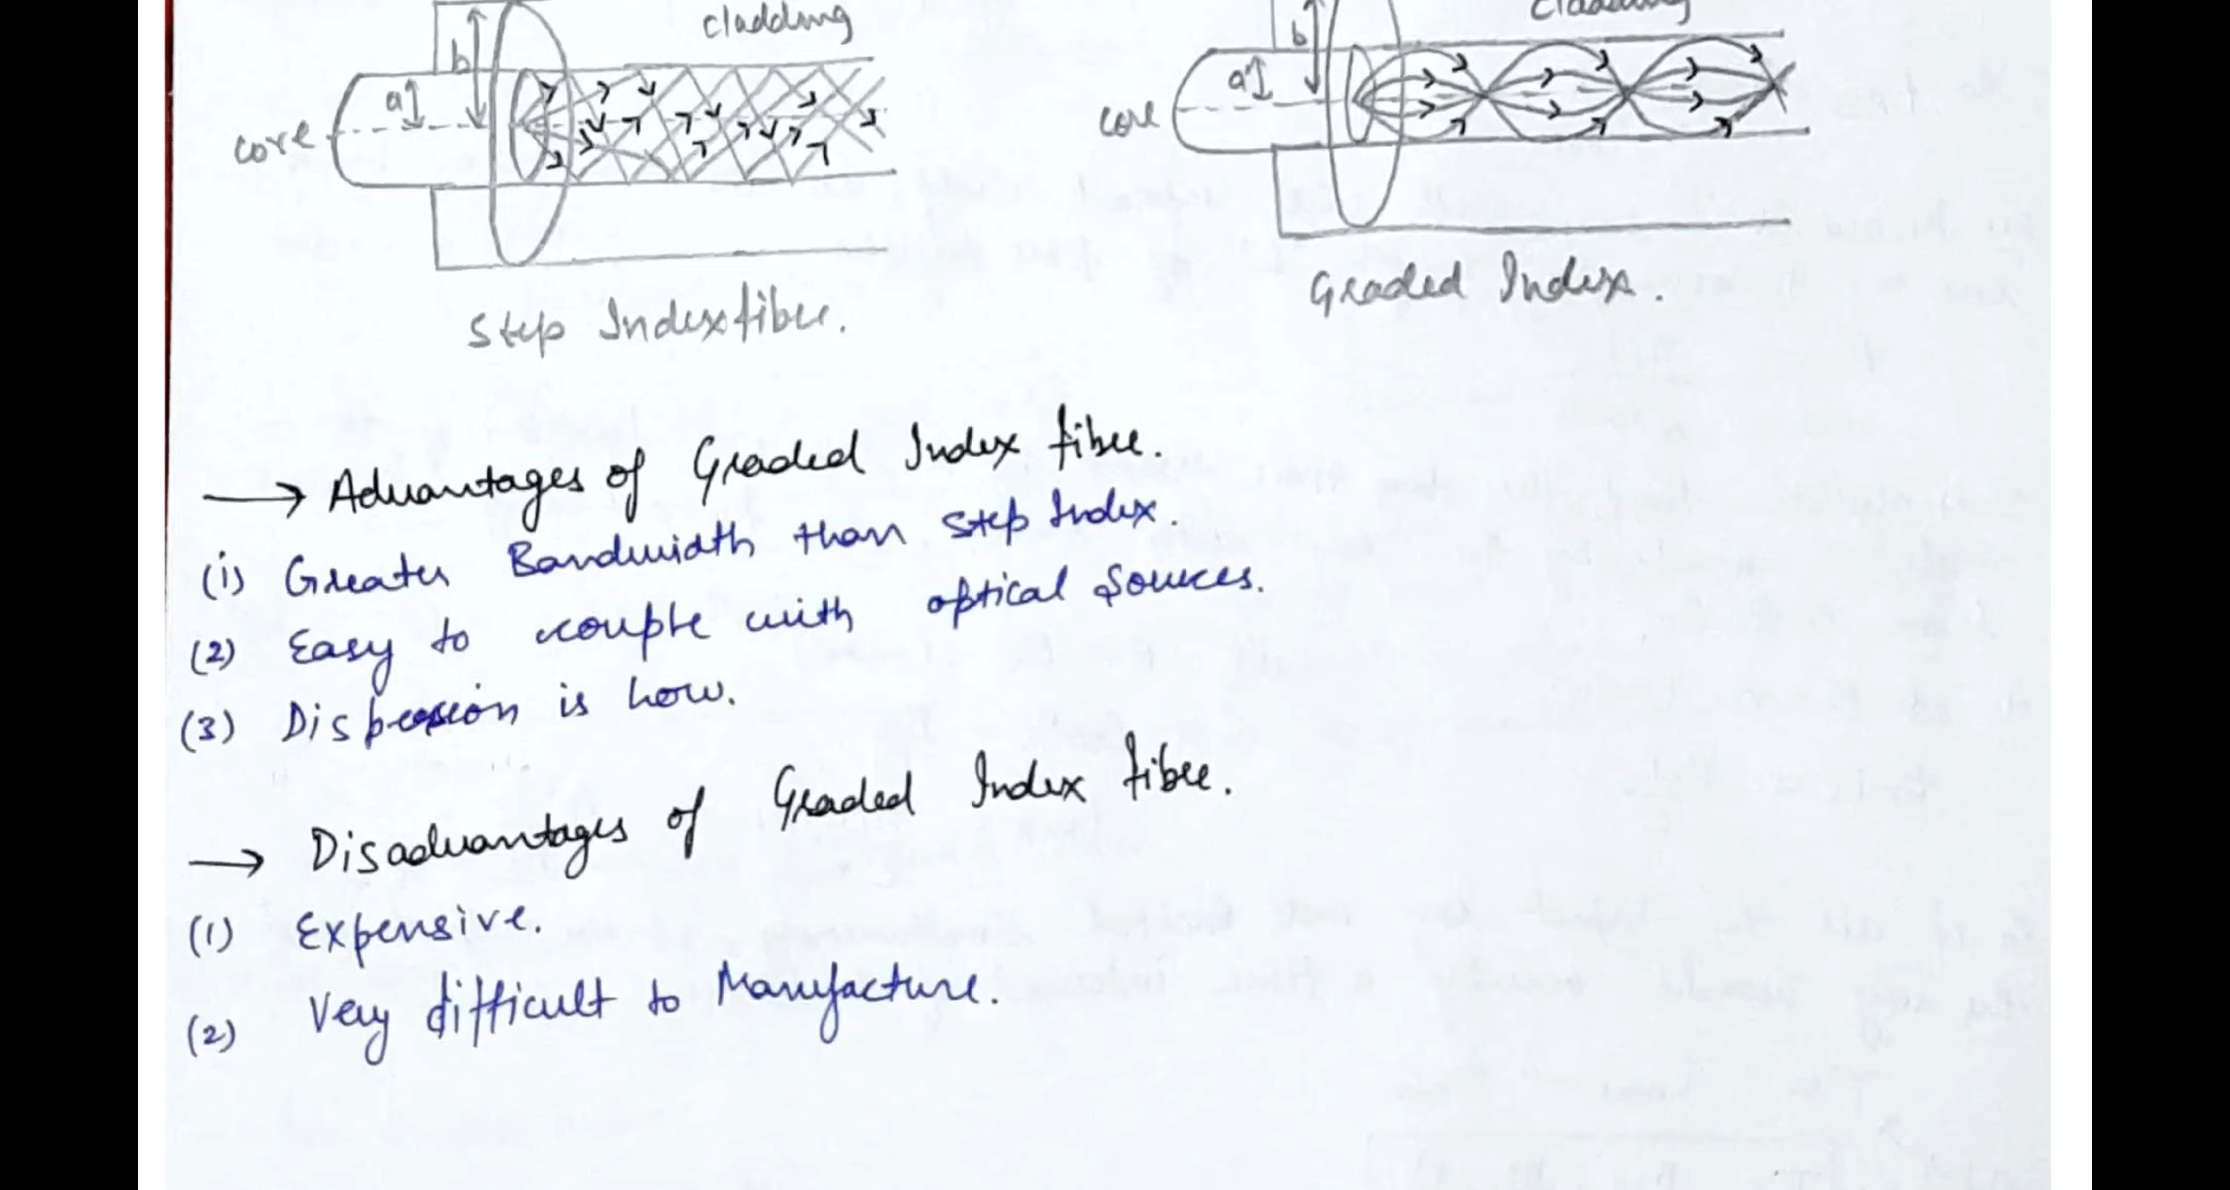 cladding
b
a
core
Step Index fibre.
cladding
b
a
core
Graded Index.
→ Advantages of Graded Index fibre.
(i) Greater Bandwidth than step Index.
(2) Easy to couple with optical Sources.
(3) Dispersion is low.
→ Disadvantages of Graded Index fibre.
(1) Expensive.
(2) Very difficult to Manufacture.